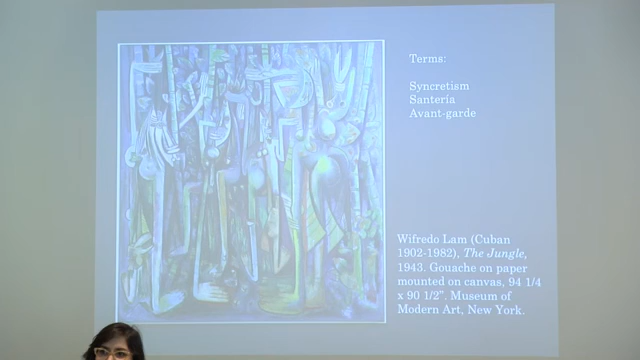 Terms:
Syncretism
Santería
Avant-garde
Wifredo Lam (Cuban
1902-1982), The Jungle,
1943. Gouache on paper
mounted on canvas, 94 1/4
x 90 1/2”. Museum of
Modern Art, New York.